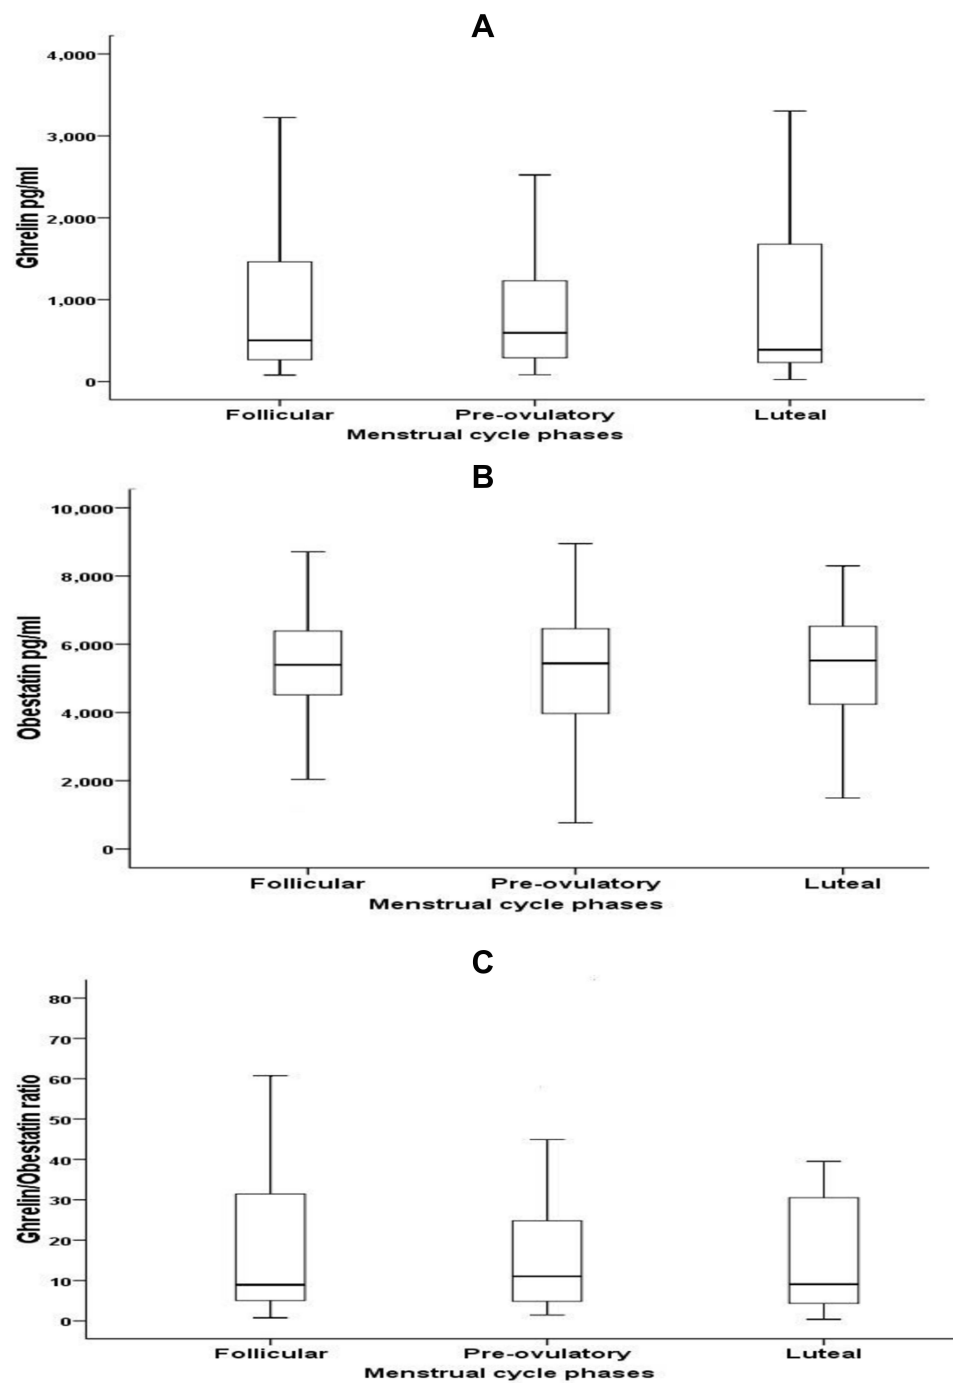 A
4,000
3,000
2,000
1,000
0
Ghrelin pg/ml
Follicular
Pre-ovulatory
Luteal
Menstrual cycle phases
B
10,000
8,000
6,000
4,000
2,000
0
Obestatin pg/ml
Follicular
Pre-ovulatory
Luteal
Menstrual cycle phases
C
80
70
60
50
40
30
20
10
0
Ghrelin/Obestatin ratio
Follicular
Pre-ovulatory
Luteal
Menstrual cycle phases